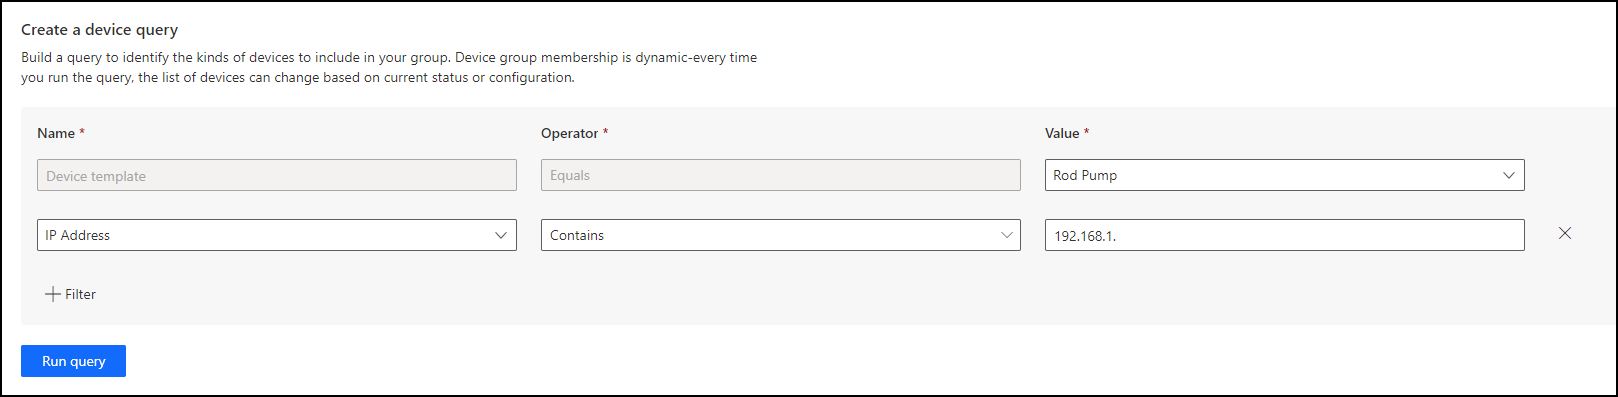 Create a device query
Build a query to identify the kinds of devices to include in your group. Device group membership is dynamic-every time
you run the query, the list of devices can change based on current status or configuration.
Name * Operator * Value *
Device template Equals Rod Pump
IP Address Contains 192.168.1.
Filter
Run query